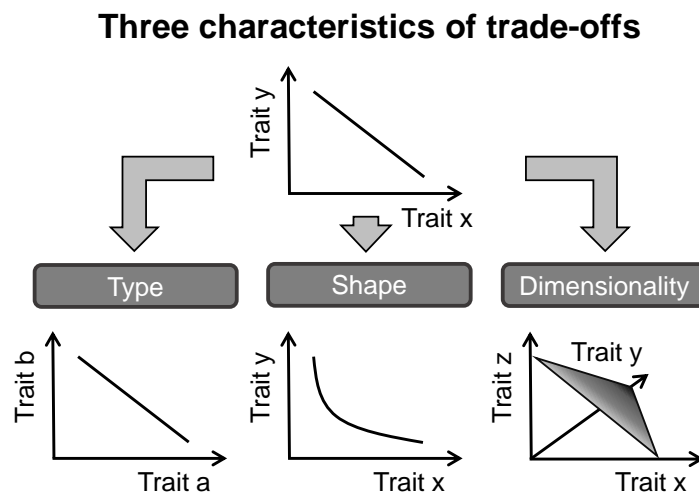 Three characteristics of trade-offs
Trait y
Trait x
Type
Shape
Dimensionality
Trait b
Trait a
Trait y
Trait x
Trait z
Trait y
Trait x